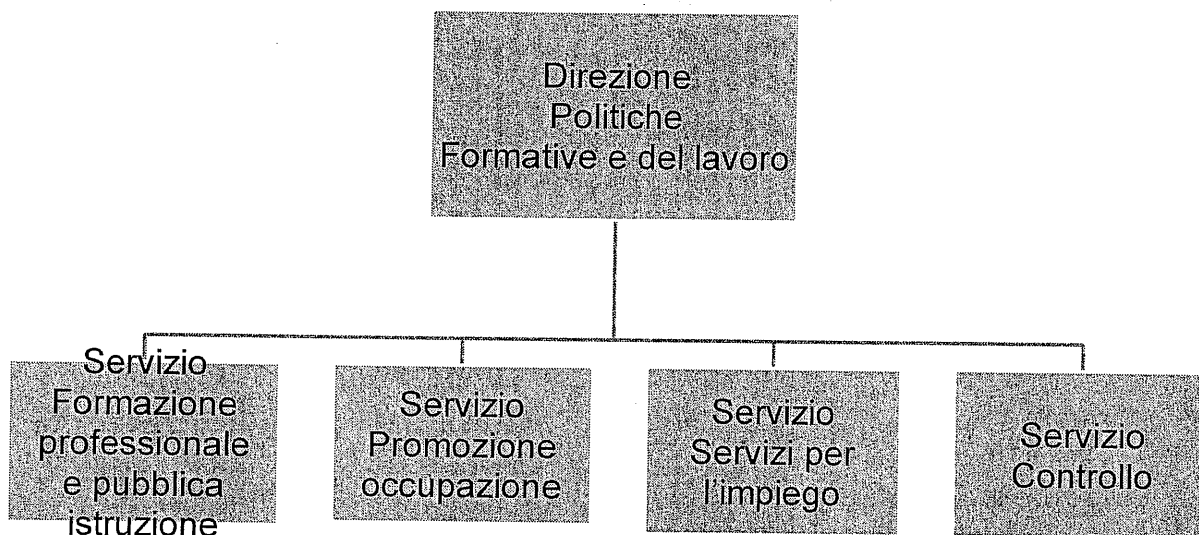 Direzione
Politiche
Formative e del lavoro
Servizio
Formazione
professionale
e pubblica
istruzione
Servizio
Promozione
occupazione
Servizio
Servizi per
l'impiego
Servizio
Controllo